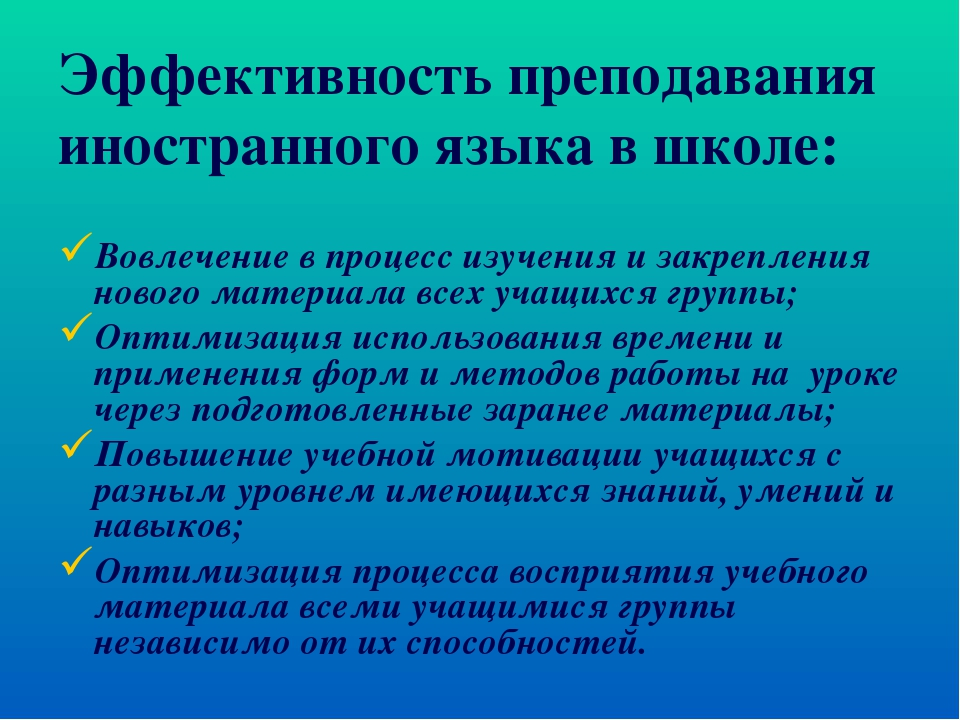 Эффективность преподавания
иностранного языка в школе:
Вовлечение в процесс изучения и закрепления
нового материала всех учащихся группы;
Оптимизация использования времени и
применения форм и методов работы на уроке
через подготовленные заранее материалы;
Повышение учебной мотивации учащихся с
разным уровнем имеющихся знаний, умений и
навыков;
Оптимизация процесса восприятия учебного
материала всеми учащимися группы
независимо от их способностей.